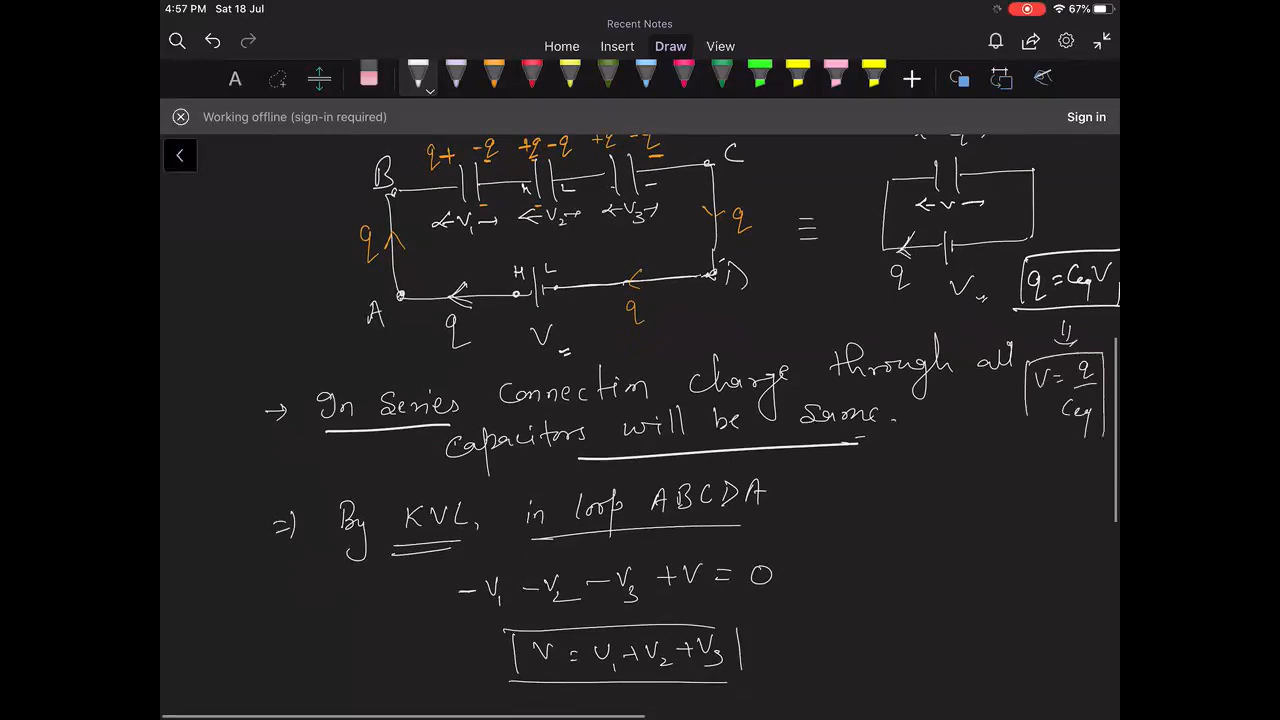 4:57 PM Sat 18 Jul
67%
Recent Notes
Home Insert Draw View
A
Working offline (sign-in required)
Sign in
q+ -q +q -q +q -q
B
C
H L -
V₁ V₂ V₃
q
q
≡
V
H L
D
A
q
V
q
q
V
q = Ceq V
⇓
V = q/Ceq
→ In series connection charge through all
capacitors will be same.
⇒ By KVL, in loop ABCDA
-V₁ -V₂ -V₃ +V = 0
V = V₁+V₂+V₃